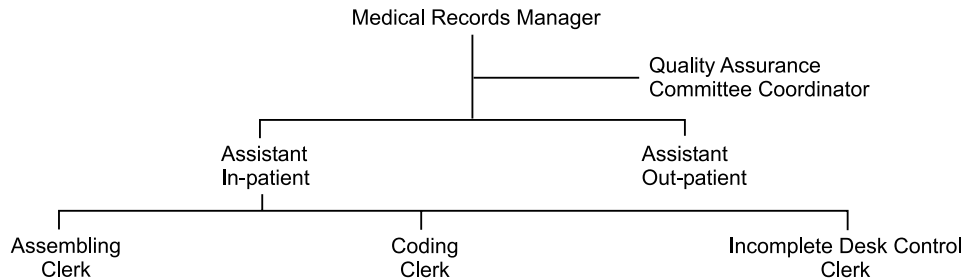 Medical Records Manager
Quality Assurance
Committee Coordinator
Assistant
In-patient
Assistant
Out-patient
Assembling
Clerk
Coding
Clerk
Incomplete Desk Control
Clerk